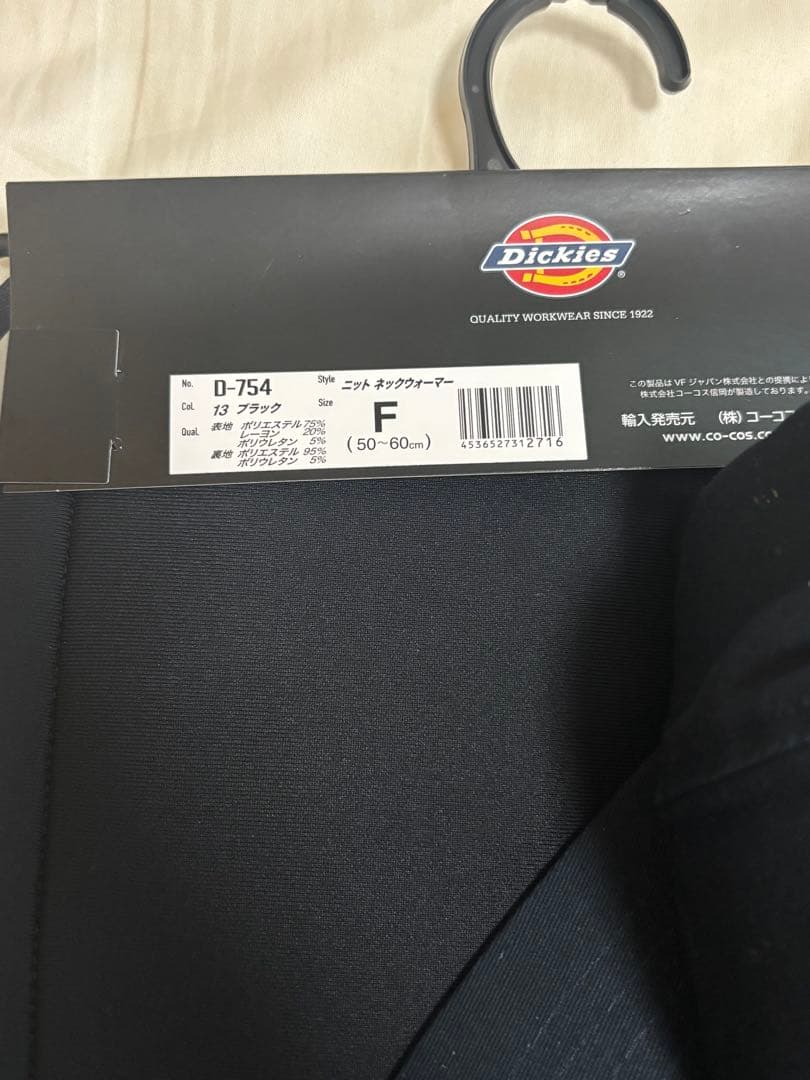 Dickies®
QUALITY WORKWEAR SINCE 1922
No. D-754 Style ニット ネックウォーマー
Col. 13 ブラック Size F
(50~60cm)
Qual. 表地 ポリエステル75%
レーヨン 20%
ポリウレタン 5%
裏地 ポリエステル 95%
ポリウレタン 5%
4536527312716
この製品は VF ジャパン株式会社との提携によ
株式会社コーコス信岡が製造しております。
輸入発売元 (株) コーコス
www.co-cos.co